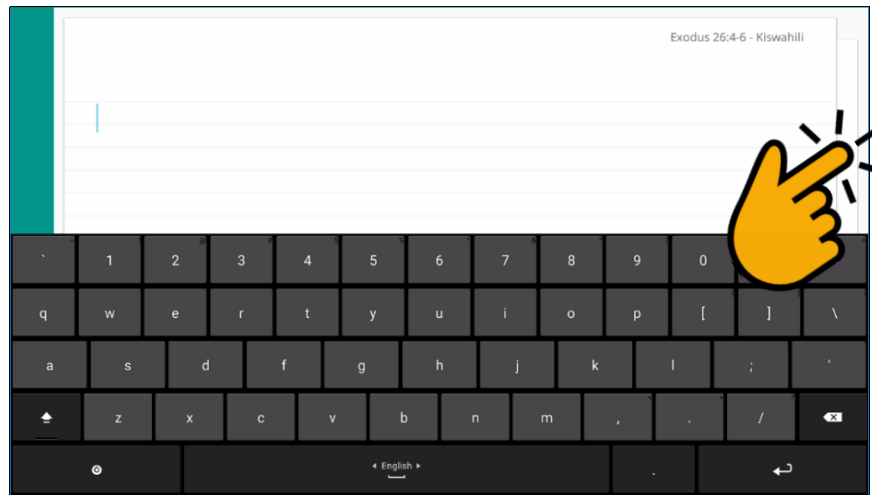 Exodus 26:4-6 - Kiswahili
` 1 2 3 4 5 6 7 8 9 0
q w e r t y u i o p [ ] \
a s d f g h j k l ; '
z x c v b n m , . /
English .